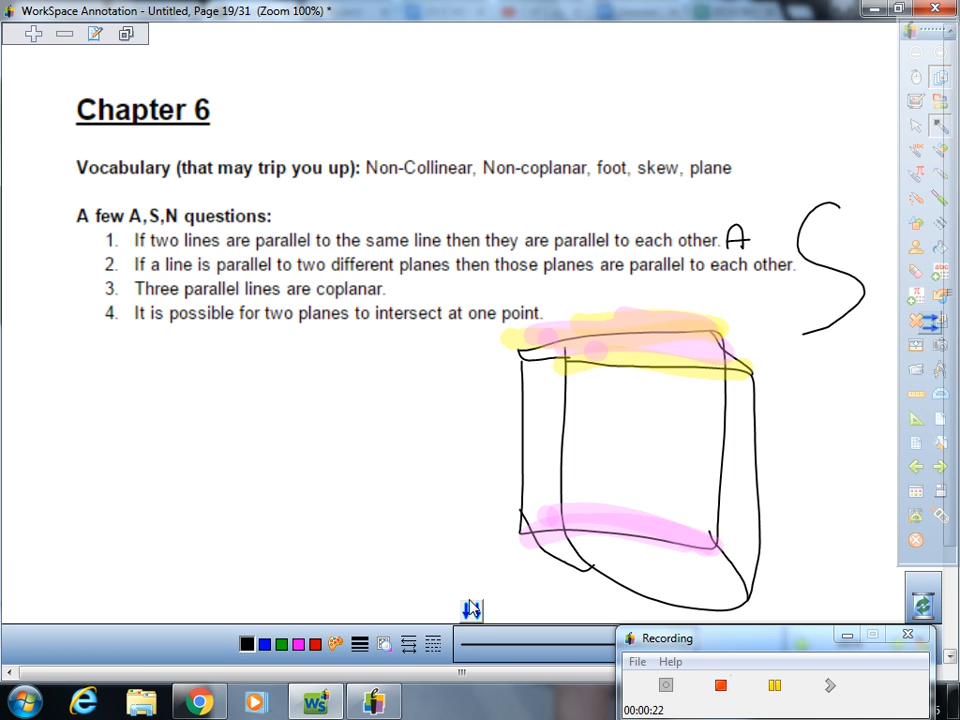 WorkSpace Annotation - Untitled, Page 19/31 (Zoom 100%) *
Chapter 6
Vocabulary (that may trip you up): Non-Collinear, Non-coplanar, foot, skew, plane
A few A,S,N questions:
1. If two lines are parallel to the same line then they are parallel to each other. A
2. If a line is parallel to two different planes then those planes are parallel to each other. S
3. Three parallel lines are coplanar.
4. It is possible for two planes to intersect at one point.
Recording
File Help
00:00:22